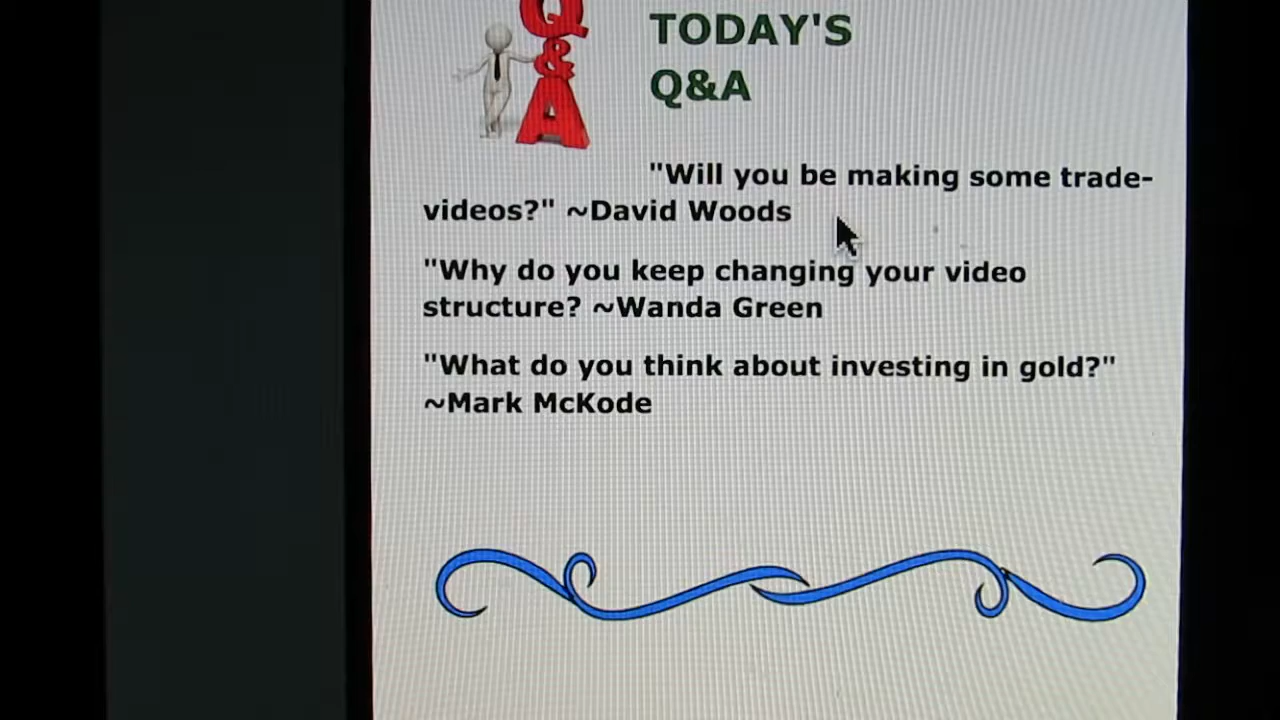 Q
&
A
TODAY'S
Q&A
"Will you be making some trade-
videos?" ~David Woods
"Why do you keep changing your video
structure? ~Wanda Green
"What do you think about investing in gold?"
~Mark McKode